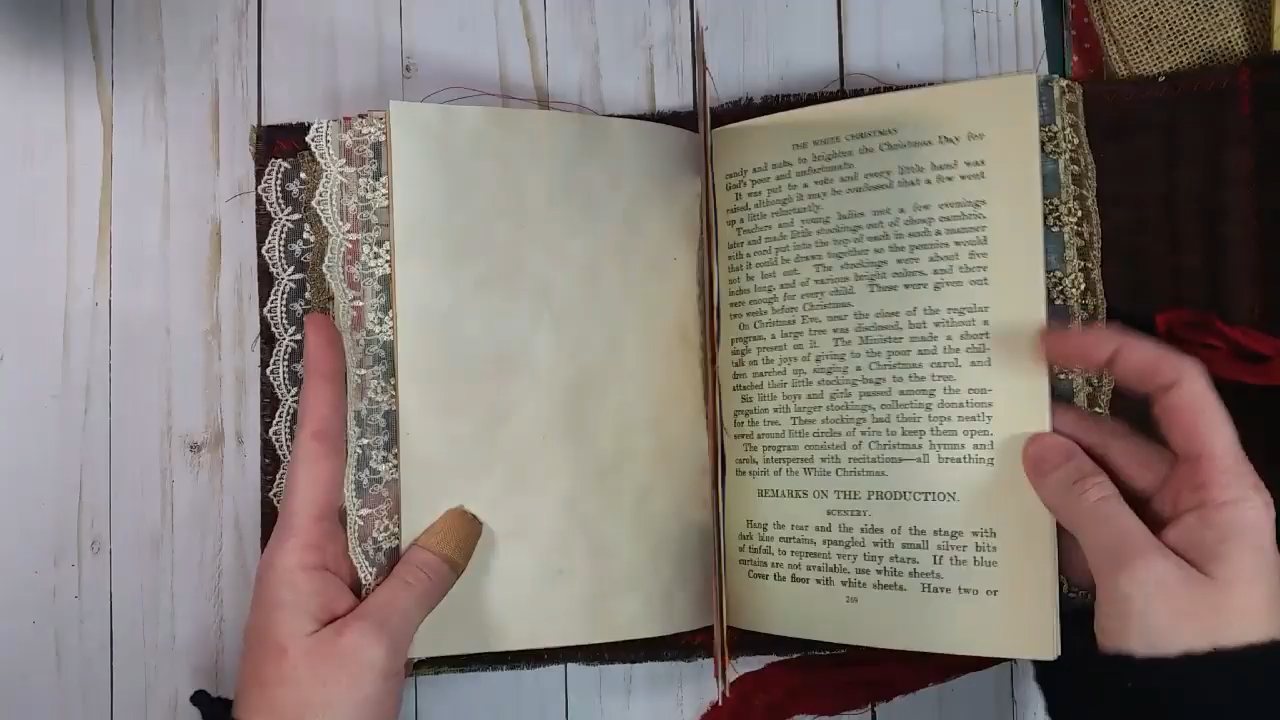 THE WHITE CHRISTMAS
candy and nuts, to brighten the Christmas Day for
God's poor and unfortunate.
It was put to a vote and every little hand was
raised, although it may be confessed that a few went
up a little reluctantly.
Teachers and young ladies met a few evenings
later and made little stockings out of cheap cambric,
with a cord put into the top of each in such a manner
that it could be drawn together so the pennies would
not be lost out. The stockings were about five
inches long, and of various bright colors, and there
were enough for every child. These were given out
two weeks before Christmas.
On Christmas Eve, near the close of the regular
program, a large tree was disclosed, but without a
single present on it. The Minister made a short
talk on the joys of giving to the poor and the chil-
dren marched up, singing a Christmas carol, and
attached their little stocking-bags to the tree.
Six little boys and girls passed among the con-
gregation with larger stockings, collecting donations
for the tree. These stockings had their tops neatly
sewed around little circles of wire to keep them open.
The program consisted of Christmas hymns and
carols, interspersed with recitations—all breathing
the spirit of the White Christmas.
REMARKS ON THE PRODUCTION.
SCENERY.
Hang the rear and the sides of the stage with
dark blue curtains, spangled with small silver bits
of tinfoil, to represent very tiny stars. If the blue
curtains are not available, use white sheets.
Cover the floor with white sheets. Have two or
269